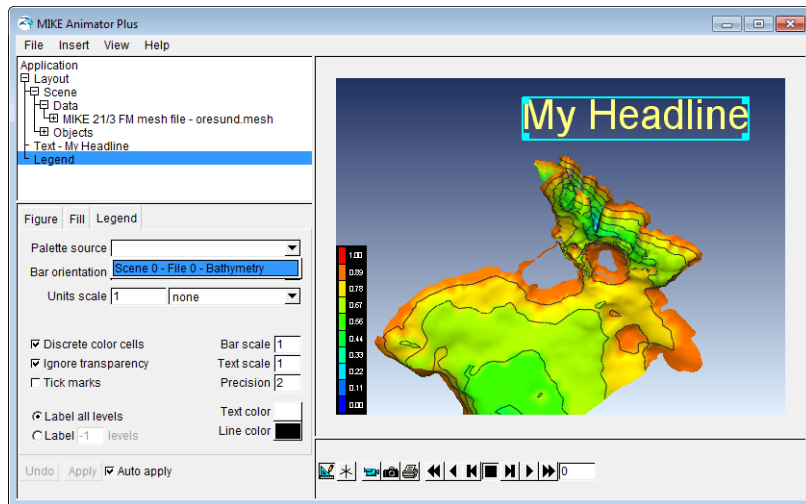 MIKE Animator Plus
File Insert View Help
Application
Layout
Scene
Data
MIKE 21/3 FM mesh file - oresund.mesh
Objects
Text - My Headline
Legend
Figure Fill Legend
Palette source
Bar orientation Scene 0 - File 0 - Bathymetry
Units scale 1 none
Discrete color cells Bar scale 1
Ignore transparency Text scale 1
Tick marks Precision 2
Label all levels Text color
Label -1 levels Line color
Undo Apply Auto apply
My Headline
1.00
0.89
0.78
0.67
0.56
0.44
0.33
0.22
0.11
0.00
0